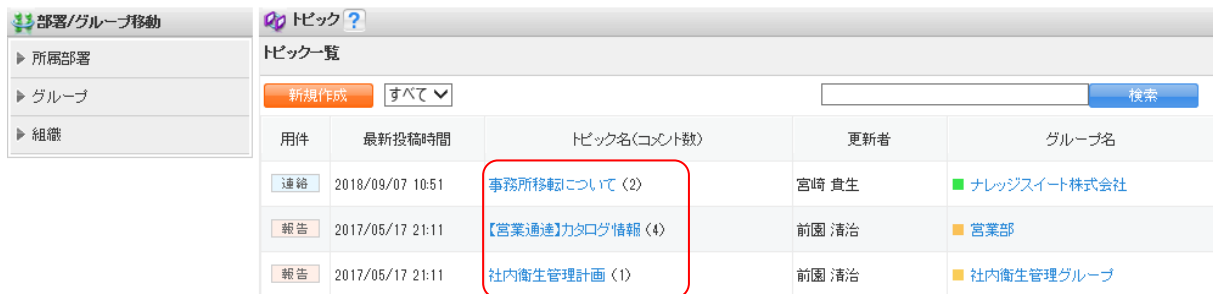 部署/グループ移動
所属部署
グループ
組織
トピック ?
トピック一覧
新規作成 すべて 検索
用件 最新投稿時間 トピック名(コメント数) 更新者 グループ名
連絡 2018/09/07 10:51 事務所移転について (2) 宮崎 貴生 ナレッジスイート株式会社
報告 2017/05/17 21:11 【営業通達】カタログ情報 (4) 前園 清治 営業部
報告 2017/05/17 21:11 社内衛生管理計画 (1) 前園 清治 社内衛生管理グループ